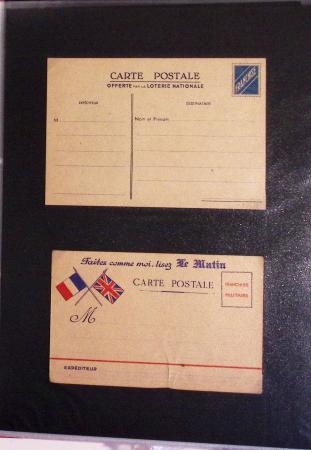 CARTE POSTALE
OFFERTE PAR LA LOTERIE NATIONALE
FRANCHISE
EXPÉDITEUR
DESTINATAIRE
M
Nom et Prénom
Faites comme moi, lisez Le Matin
CARTE POSTALE
FRANCHISE
MILITAIRE
M
EXPÉDITEUR